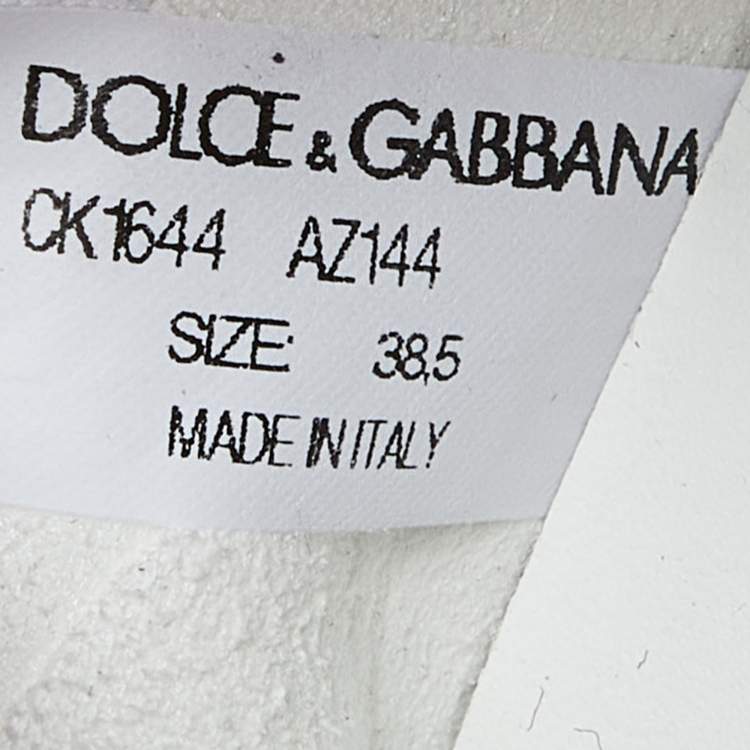 DOLCE & GABBANA
CK1644 AZ144
SIZE: 38,5
MADE IN ITALY